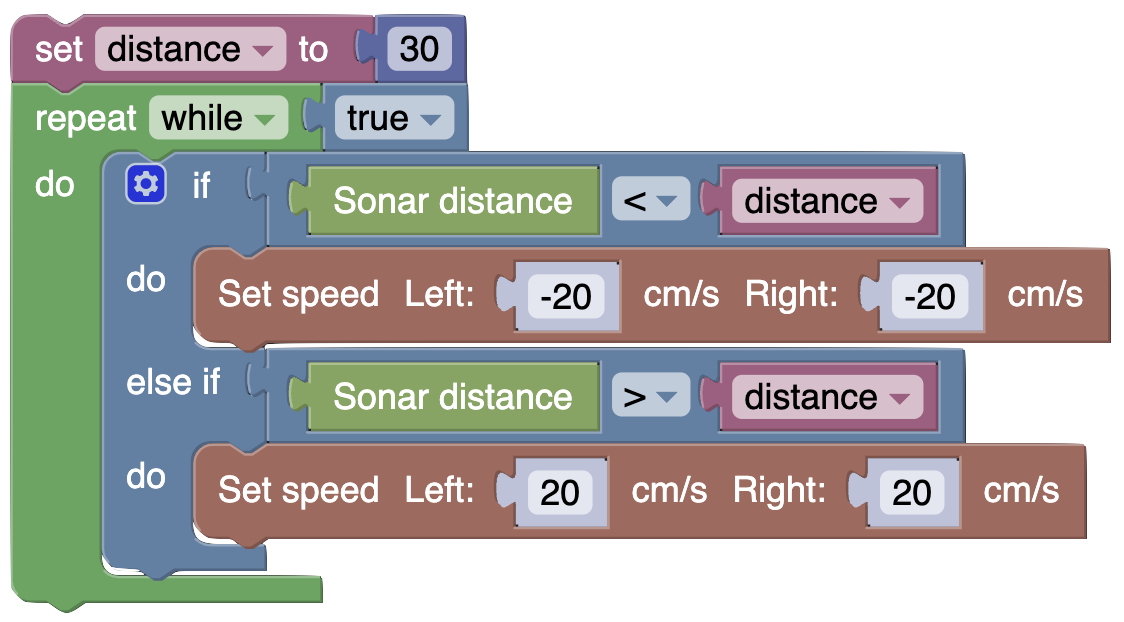 set distance to 30
repeat while true
do if Sonar distance < distance
do Set speed Left: -20 cm/s Right: -20 cm/s
else if Sonar distance > distance
do Set speed Left: 20 cm/s Right: 20 cm/s